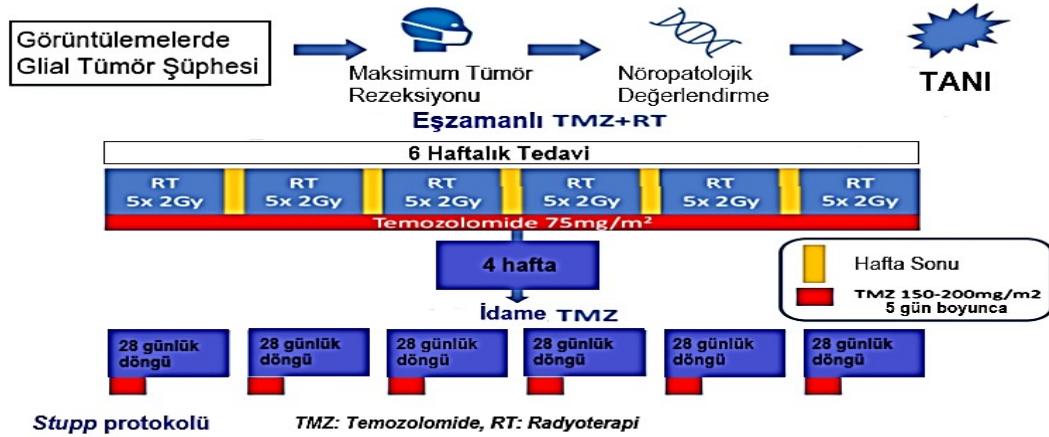 Görüntülemelerde
Glial Tümör Şüphesi
Maksimum Tümör
Rezeksiyonu
Nöropatolojik
Değerlendirme
TANI
Eşzamanlı TMZ+RT
6 Haftalık Tedavi
RT
5x 2Gy
RT
5x 2Gy
RT
5x 2Gy
RT
5x 2Gy
RT
5x 2Gy
RT
5x 2Gy
Temozolomide 75mg/m²
4 hafta
Hafta Sonu
TMZ 150-200mg/m2
5 gün boyunca
İdame TMZ
28 günlük
döngü
28 günlük
döngü
28 günlük
döngü
28 günlük
döngü
28 günlük
döngü
28 günlük
döngü
Stupp protokolü
TMZ: Temozolomide, RT: Radyoterapi